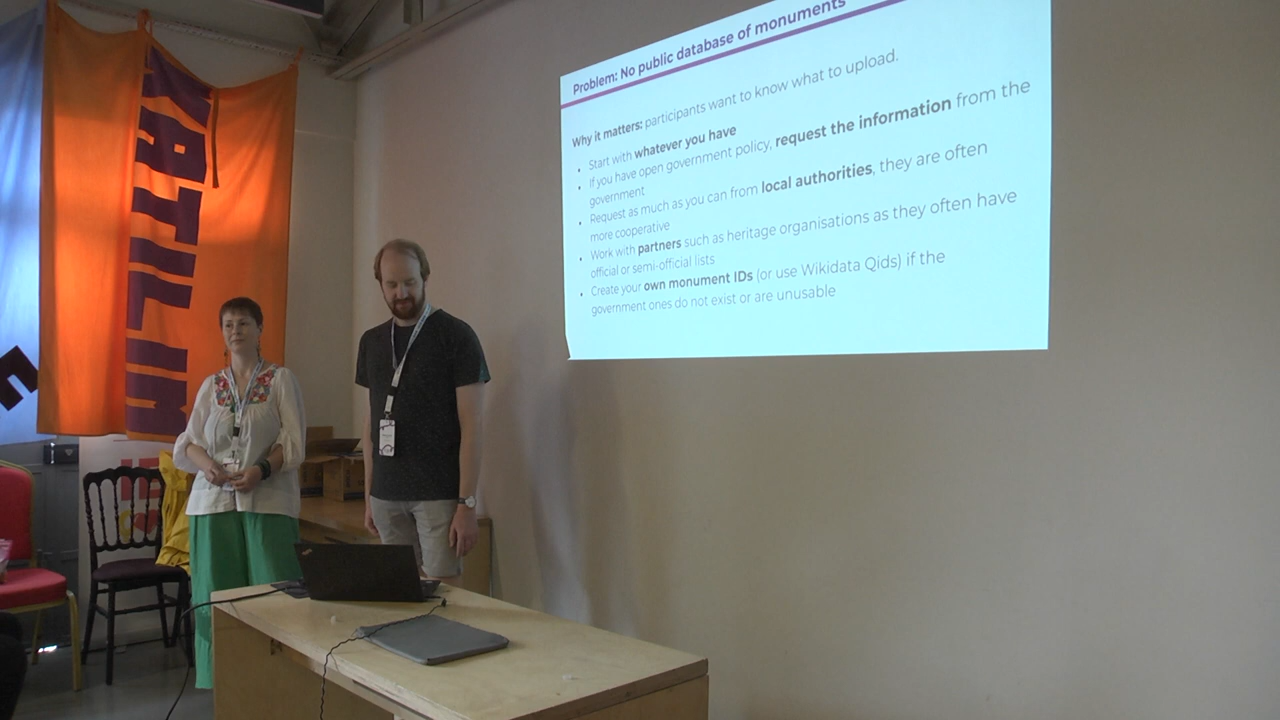 Problem: No public database of monuments
Why it matters: participants want to know what to upload.
• Start with whatever you have
• If you have open government policy, request the information from the
government
• Request as much as you can from local authorities, they are often
more cooperative
• Work with partners such as heritage organisations as they often have
official or semi-official lists
• Create your own monument IDs (or use Wikidata Qids) if the
government ones do not exist or are unusable